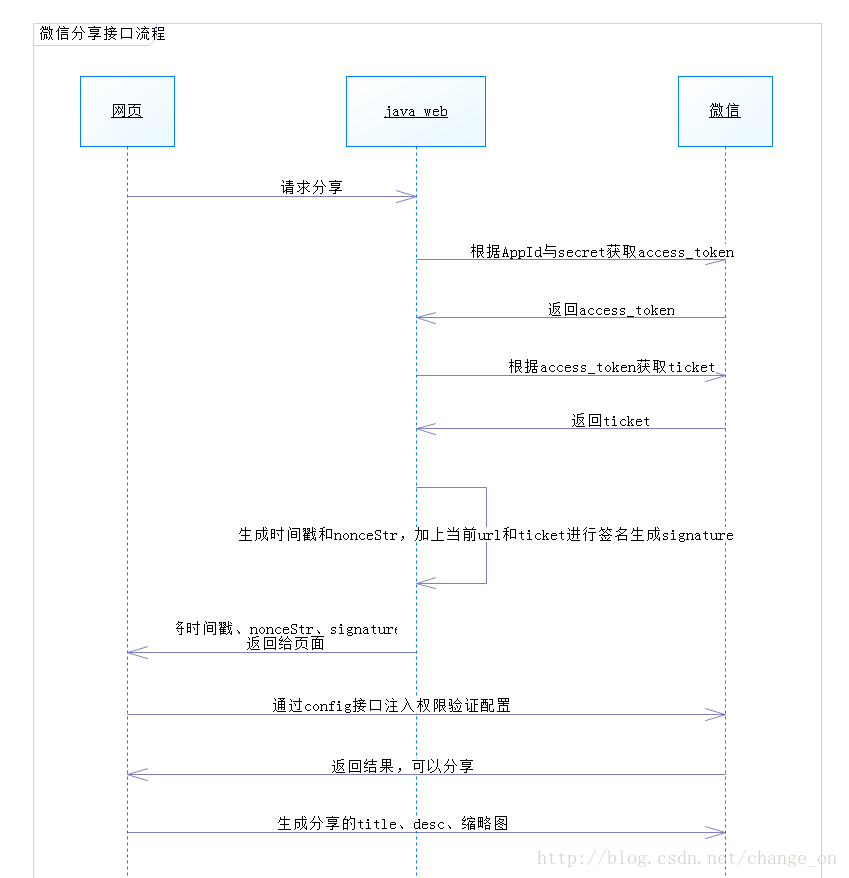 微信分享接口流程
网页
java web
微信
请求分享
根据AppId与secret获取access_token
返回access_token
根据access_token获取ticket
返回ticket
生成时间戳和nonceStr，加上当前url和ticket进行签名生成signature
时间戳、nonceStr、signature
返回给页面
通过config接口注入权限验证配置
返回结果，可以分享
生成分享的title、desc、缩略图
http://blog.csdn.net/change_on